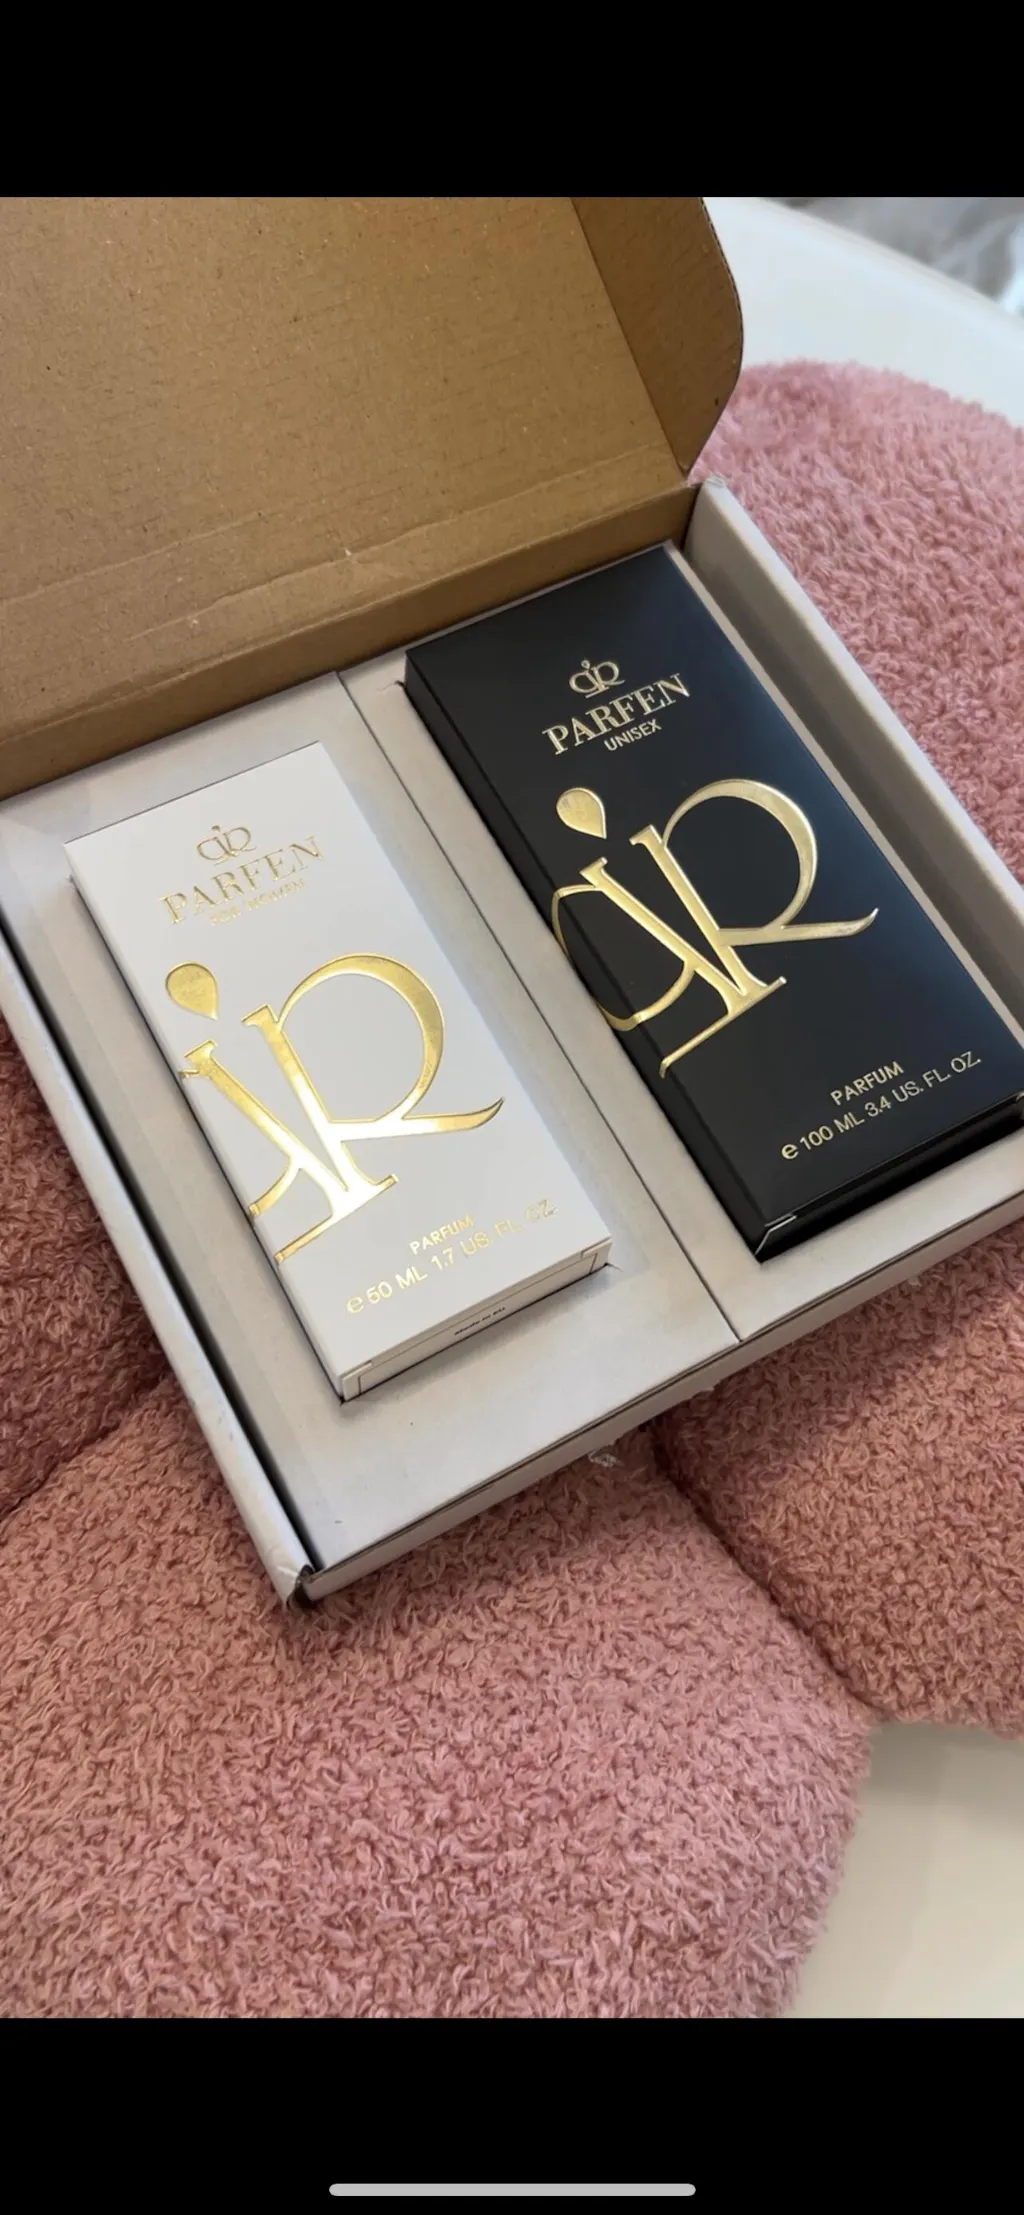 PARFEN
FOR WOMEN
PARFUM
e 50 ML 1.7 US. FL. OZ.
PARFEN
UNISEX
PARFUM
e 100 ML 3.4 US. FL. OZ.